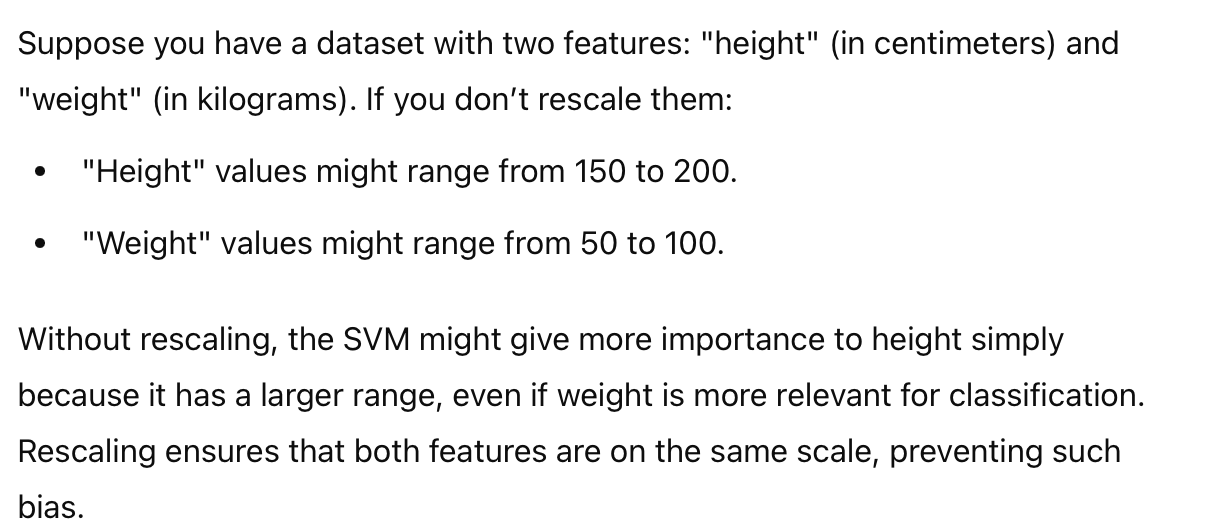 Suppose you have a dataset with two features: "height" (in centimeters) and
"weight" (in kilograms). If you don’t rescale them:
• "Height" values might range from 150 to 200.
• "Weight" values might range from 50 to 100.
Without rescaling, the SVM might give more importance to height simply
because it has a larger range, even if weight is more relevant for classification.
Rescaling ensures that both features are on the same scale, preventing such
bias.